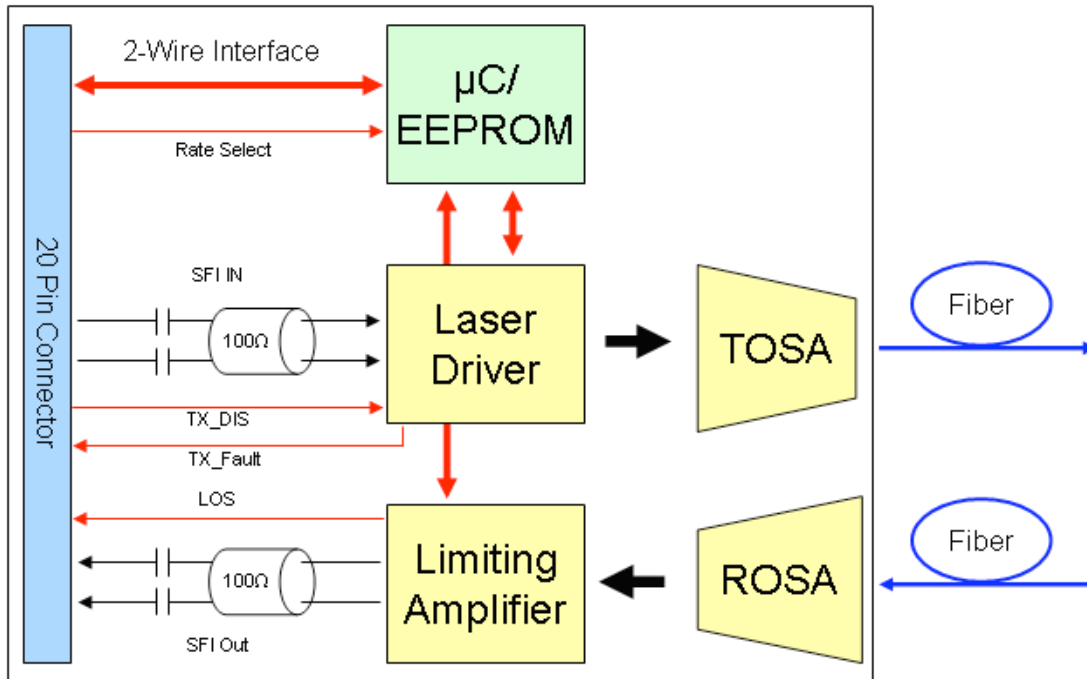 2-Wire Interface
µC/
EEPROM
Rate Select
20 Pin Connector
SFI IN
100Ω
Laser
Driver
TOSA
Fiber
TX_DIS
TX_Fault
LOS
100Ω
Limiting
Amplifier
ROSA
Fiber
SFI Out